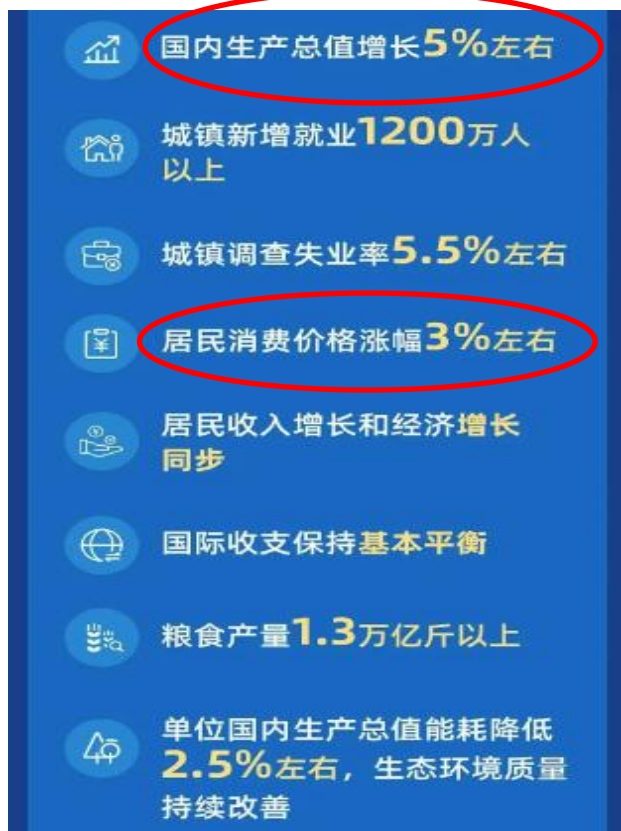 国内生产总值增长5%左右
城镇新增就业1200万人
以上
城镇调查失业率5.5%左右
居民消费价格涨幅3%左右
居民收入增长和经济增长
同步
国际收支保持基本平衡
粮食产量1.3万亿斤以上
单位国内生产总值能耗降低
2.5%左右，生态环境质量
持续改善